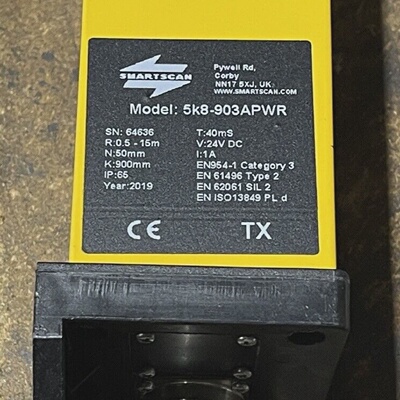 SMARTSCAN
Pywell Rd,
Corby
NN17 5XJ, UK
WWW.SMARTSCAN.COM
Model: 5k8-903APWR
SN: 64636
R:0.5 - 15m
N:50mm
K:900mm
IP:65
Year:2019
T:40mS
V:24V DC
I:1A
EN954-1 Category 3
EN 61496 Type 2
EN 62061 SIL 2
EN ISO13849 PL d
CE TX